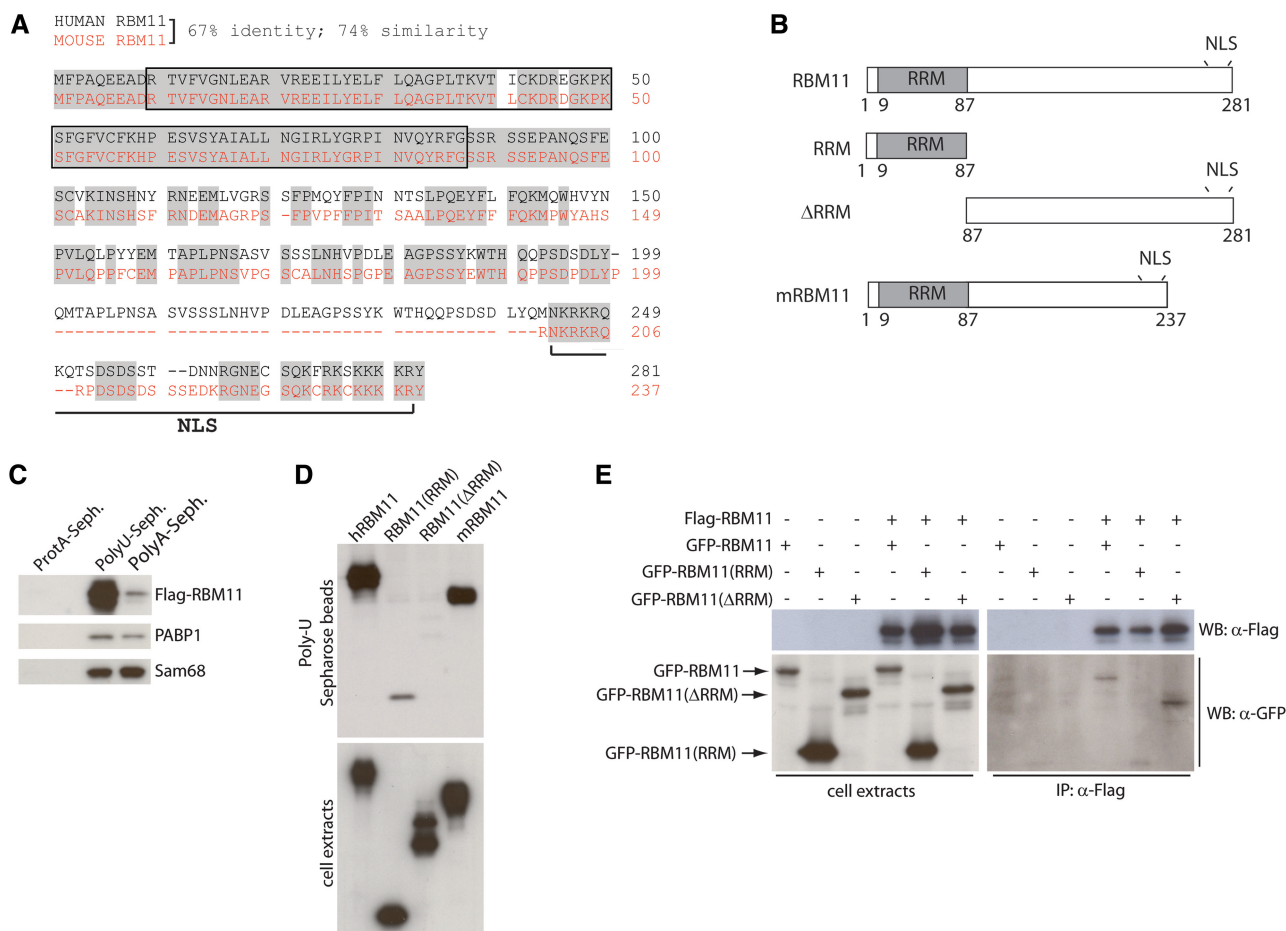 A
HUMAN RBM11
MOUSE RBM11
67% identity; 74% similarity
MFPAQEEADR TVFVGNLEAR VREEILYELF LQAGPLTKVT ICKDREGKPK 50
MFPAQEEADR TVFVGNLEAR VREEILYELF LQAGPLTKVT LCKDRDGKPK 50
SFGFVCFKHP ESVSYAIALL NGIRLYGRPI NVQYRFGSSR SSEPANQSFE 100
SFGFVCFKHP ESVSYAIALL NGIRLYGRPI NVQYRFGSSR SSEPANQSFE 100
SCVKINSHNY RNEEMLVGRS SFPMQYFPIN NTSLPQEYFL FQKMQWHVYN 150
SCAKINSHSF RNDEMAGRPS -FPVPFFPIT SAALPQEYFF FQKMPWYAHS 149
PVLQLPYYEM TAPLPNSASV SSSLNHVPDLE AGPSSYKWTH QQPSDSDLY- 199
PVLQPPFCEM PAPLPNSVPG SCALNHSPGPE AGPSSYEWTH QPPSDPDLYP 199
QMTAPLPNSA SVSSSLNHVP DLEAGPSSYK WTHQQPSDSD LYQMNKRKRQ 249
---------- ---------- ---------- ---------- ---RNKRKRQ 206
KQTSDSDSST --DNNRGNEC SQKFRKSKKK KRY 281
--RPDSDSDS SSEDKRGNEG SQKCRKCKKK KRY 237
NLS
B
NLS
RBM11
RRM
1 9 87 281
RRM
RRM
1 9 87
NLS
ΔRRM
87 281
NLS
mRBM11
RRM
1 9 87 237
C
ProtA-Seph.
PolyU-Seph.
PolyA-Seph.
Flag-RBM11
PABP1
Sam68
D
hRBM11
RBM11(RRM)
RBM11(ΔRRM)
mRBM11
Poly-U
Sepharose beads
cell extracts
E
Flag-RBM11 - - - + + + - - - + + +
GFP-RBM11 + - - + - - + - - + - -
GFP-RBM11(RRM) - + - - + - - + - - + -
GFP-RBM11(ΔRRM) - - + - - + - - + - - +
WB: α-Flag
GFP-RBM11
GFP-RBM11(ΔRRM)
GFP-RBM11(RRM)
WB: α-GFP
cell extracts
IP: α-Flag